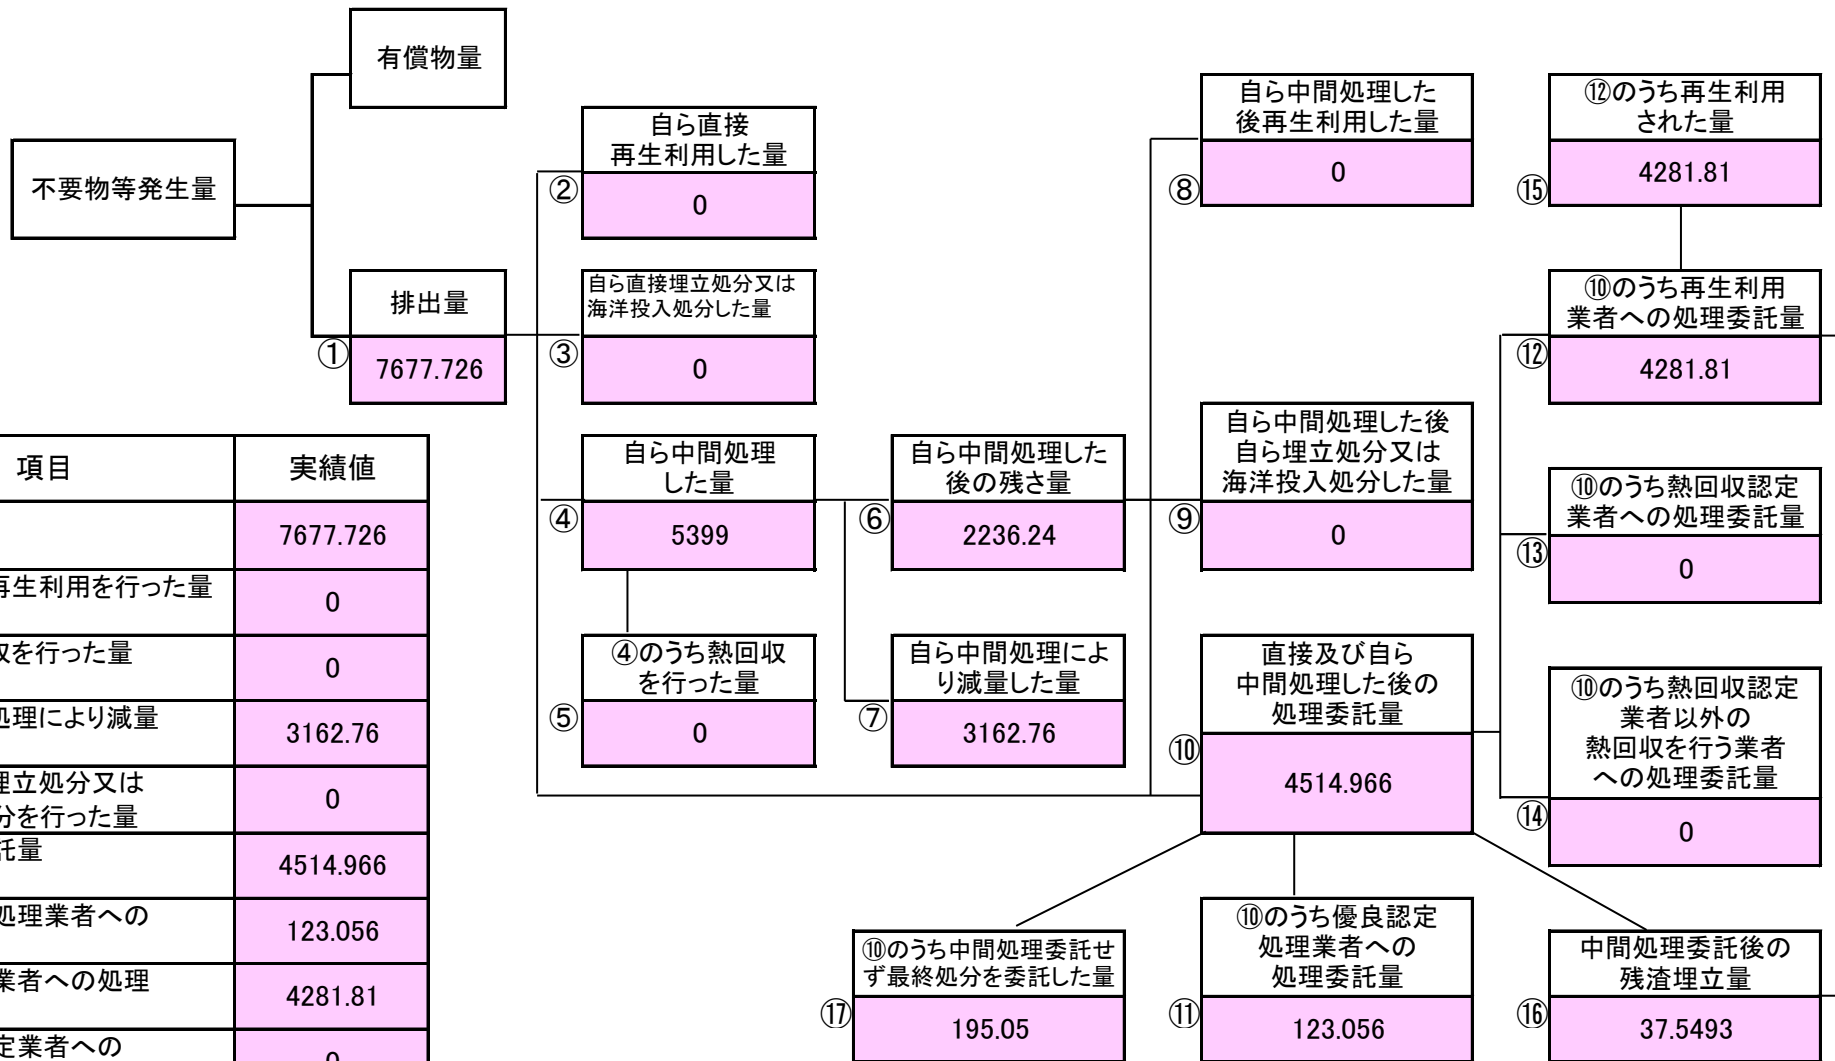 有償物量
不要物等発生量
排出量
①
7677.726
自ら直接
再生利用した量
②
0
自ら直接埋立処分又は
海洋投入処分した量
③
0
自ら中間処理
した量
④
5399
④のうち熱回収
を行った量
⑤
0
自ら中間処理した
後の残さ量
⑥
2236.24
自ら中間処理によ
り減量した量
⑦
3162.76
自ら中間処理した
後再生利用した量
⑧
0
自ら中間処理した後
自ら埋立処分又は
海洋投入処分した量
⑨
0
直接及び自ら
中間処理した後の
処理委託量
⑩
4514.966
⑫のうち再生利用
された量
⑮
4281.81
⑩のうち再生利用
業者への処理委託量
⑫
4281.81
⑩のうち熱回収認定
業者への処理委託量
⑬
0
⑩のうち熱回収認定
業者以外の
熱回収を行う業者
への処理委託量
⑭
0
⑩のうち中間処理委託せ
ず最終処分を委託した量
⑰
195.05
⑩のうち優良認定
処理業者への
処理委託量
⑪
123.056
中間処理委託後の
残渣埋立量
⑯
37.5493
項目 実績値
7677.726
再生利用を行った量
0
を行った量
0
処理により減量
3162.76
埋立処分又は
分を行った量
0
託量
4514.966
処理業者への
123.056
業者への処理
4281.81
定業者への
0